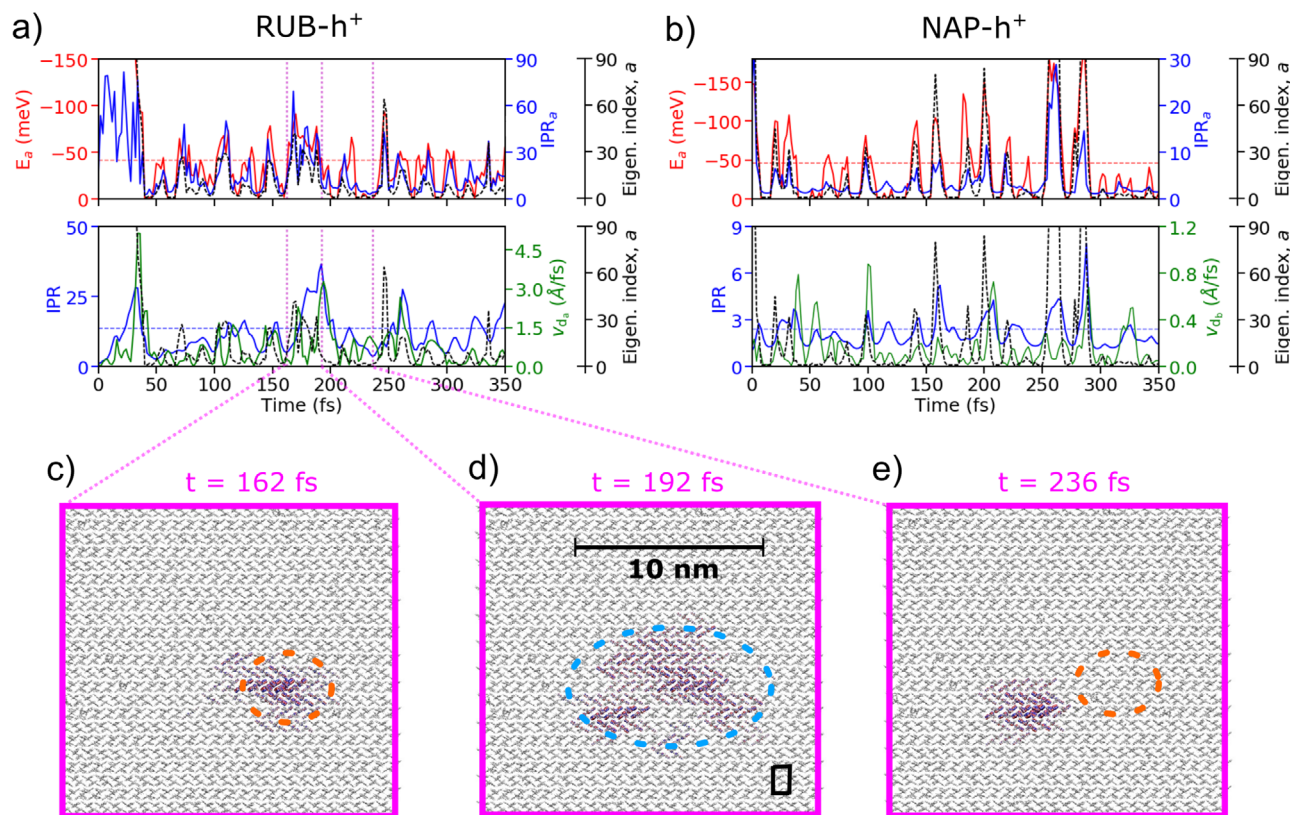 a) RUB-h⁺
−150
−100
−50
0
Eₐ (meV)
90
60
30
0
IPRₐ
90
60
30
0
Eigen. index, a
50
25
0
IPR
4.5
3.0
1.5
0.0
v_dₐ (Å/fs)
90
60
30
0
Eigen. index, a
0 50 100 150 200 250 300 350
Time (fs)
b) NAP-h⁺
−150
−100
−50
0
Eₐ (meV)
30
20
10
0
IPRₐ
90
60
30
0
Eigen. index, a
9
6
3
0
IPR
1.2
0.8
0.4
0.0
v_d_b (Å/fs)
90
60
30
0
Eigen. index, a
0 50 100 150 200 250 300 350
Time (fs)
c) t = 162 fs
d) t = 192 fs
10 nm
e) t = 236 fs